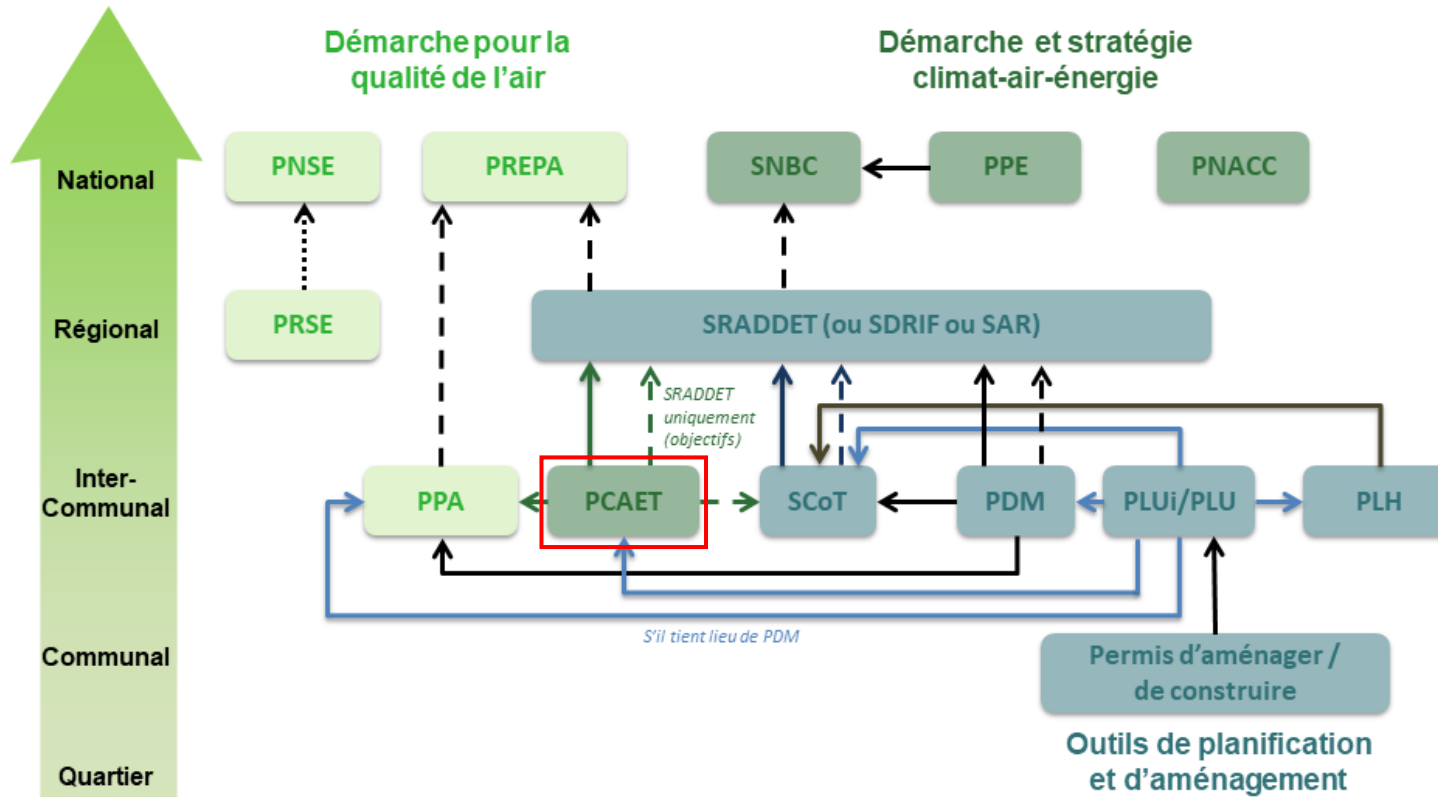 Démarche pour la
qualité de l'air
Démarche et stratégie
climat-air-énergie
National
PNSE
PREPA
SNBC
PPE
PNACC
Régional
PRSE
SRADDET (ou SDRIF ou SAR)
SRADDET
uniquement
(objectifs)
Inter-
Communal
PPA
PCAET
SCoT
PDM
PLUi/PLU
PLH
S'il tient lieu de PDM
Communal
Permis d'aménager /
de construire
Outils de planification
et d'aménagement
Quartier